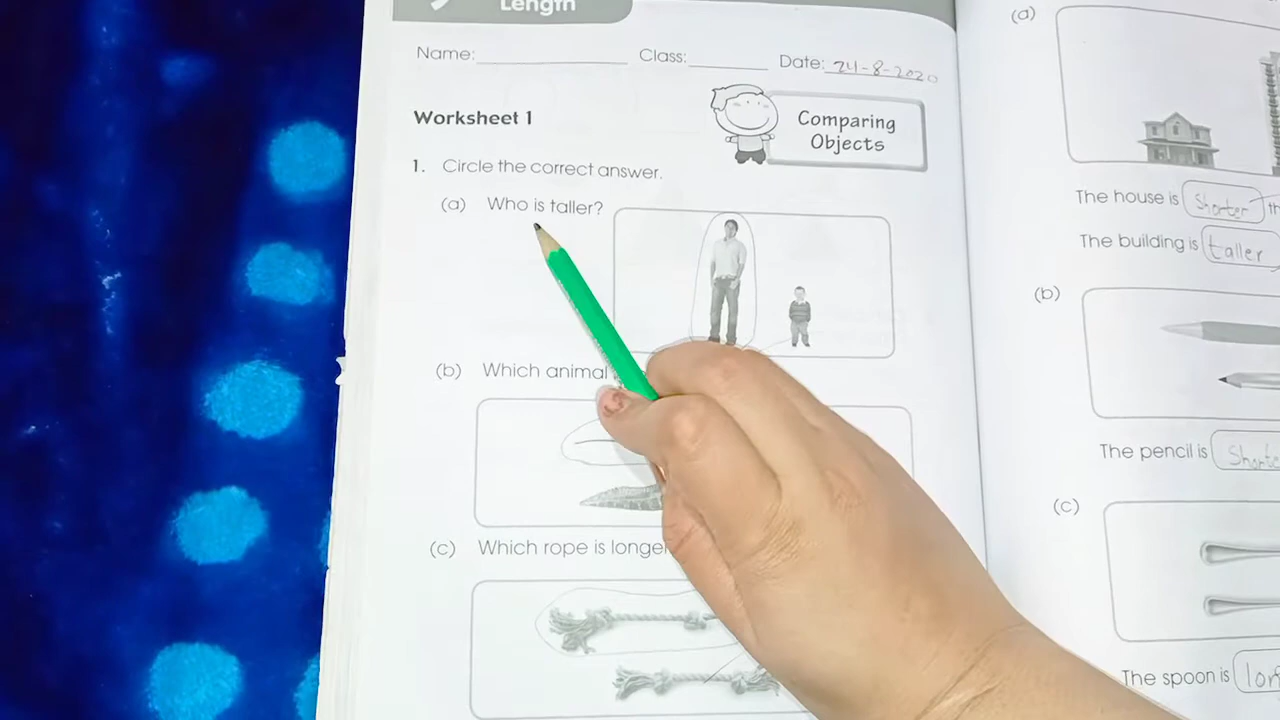 Length
Name: Class: Date: 24-8-2020
Worksheet 1
Comparing
Objects
1. Circle the correct answer.
(a) Who is taller?
(b) Which animal
(c) Which rope is longer
(a)
The house is shorter th
The building is taller
(b)
The pencil is
(c)
The spoon is